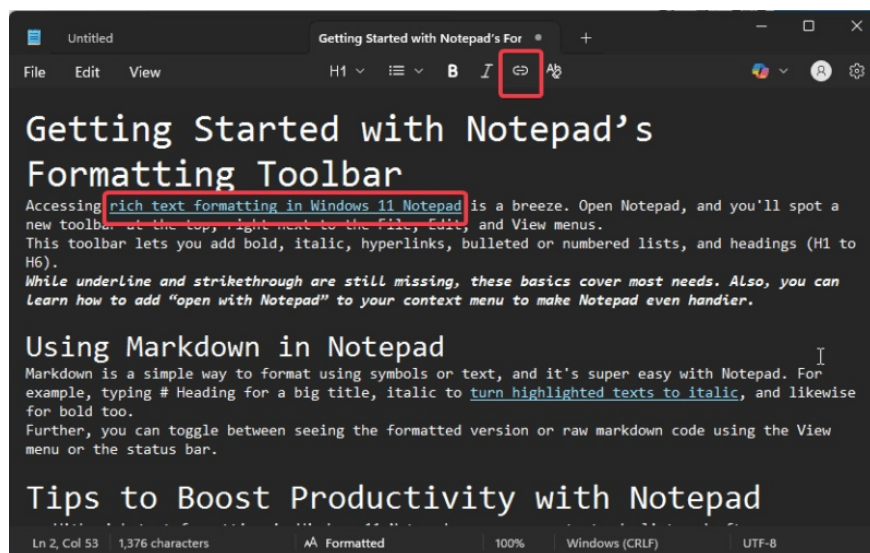 Untitled
Getting Started with Notepad's For
File Edit View
H1
B I
Getting Started with Notepad’s
Formatting Toolbar
Accessing rich text formatting in Windows 11 Notepad is a breeze. Open Notepad, and you'll spot a
new toolbar at the top, right next to the File, Edit, and View menus.
This toolbar lets you add bold, italic, hyperlinks, bulleted or numbered lists, and headings (H1 to
H6).
While underline and strikethrough are still missing, these basics cover most needs. Also, you can
learn how to add “open with Notepad” to your context menu to make Notepad even handier.
Using Markdown in Notepad
Markdown is a simple way to format using symbols or text, and it's super easy with Notepad. For
example, typing # Heading for a big title, italic to turn highlighted texts to italic, and likewise
for bold too.
Further, you can toggle between seeing the formatted version or raw markdown code using the View
menu or the status bar.
Tips to Boost Productivity with Notepad
Ln 2, Col 53 1,376 characters Formatted 100% Windows (CRLF) UTF-8